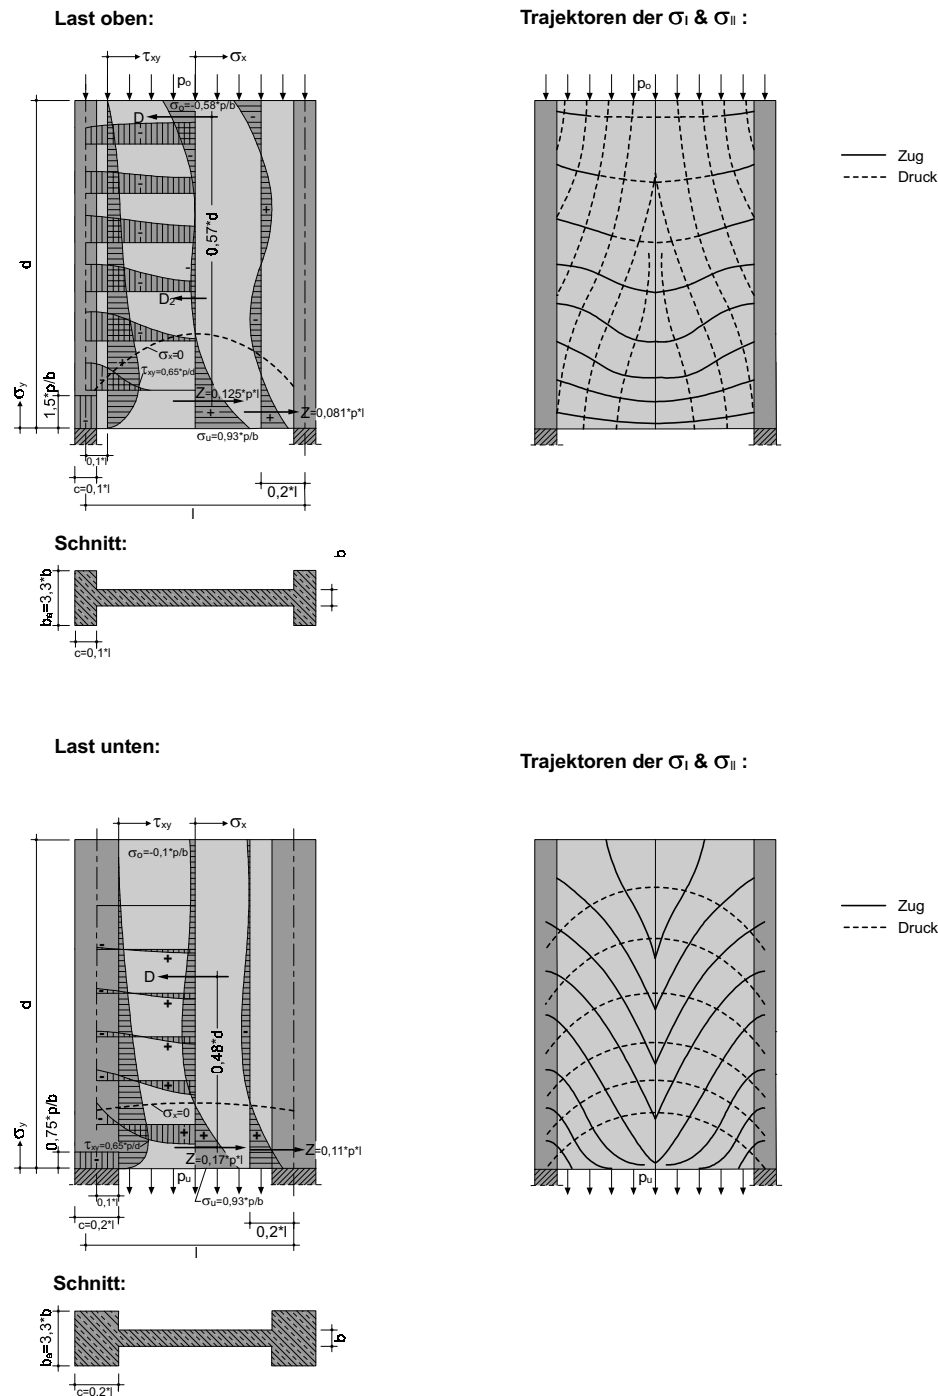 Last oben:
Trajektoren der σI & σII :
τxy
σx
po
σo=-0,58*p/b
D
-
+
0,57*d
d
D2
σx=0
τxy=0,65*p/d
Z=0,125*p*l
Z=0,081*p*l
σu=0,93*p/b
σy
1,5*p/b
0,1*l
c=0,1*l
0,2*l
l
po
Zug
Druck
Schnitt:
b
ba=3,3*b
c=0,1*l
Last unten:
Trajektoren der σI & σII :
τxy
σx
σo=-0,1*p/b
D
-
+
0,48*d
d
σx=0
τxy=0,65*p/d
Z=0,17*p*l
Z=0,11*p*l
pu
σu=0,93*p/b
σy
0,75*p/b
0,1*l
c=0,2*l
0,2*l
l
pu
Zug
Druck
Schnitt:
ba=3,3*b
b
c=0,2*l